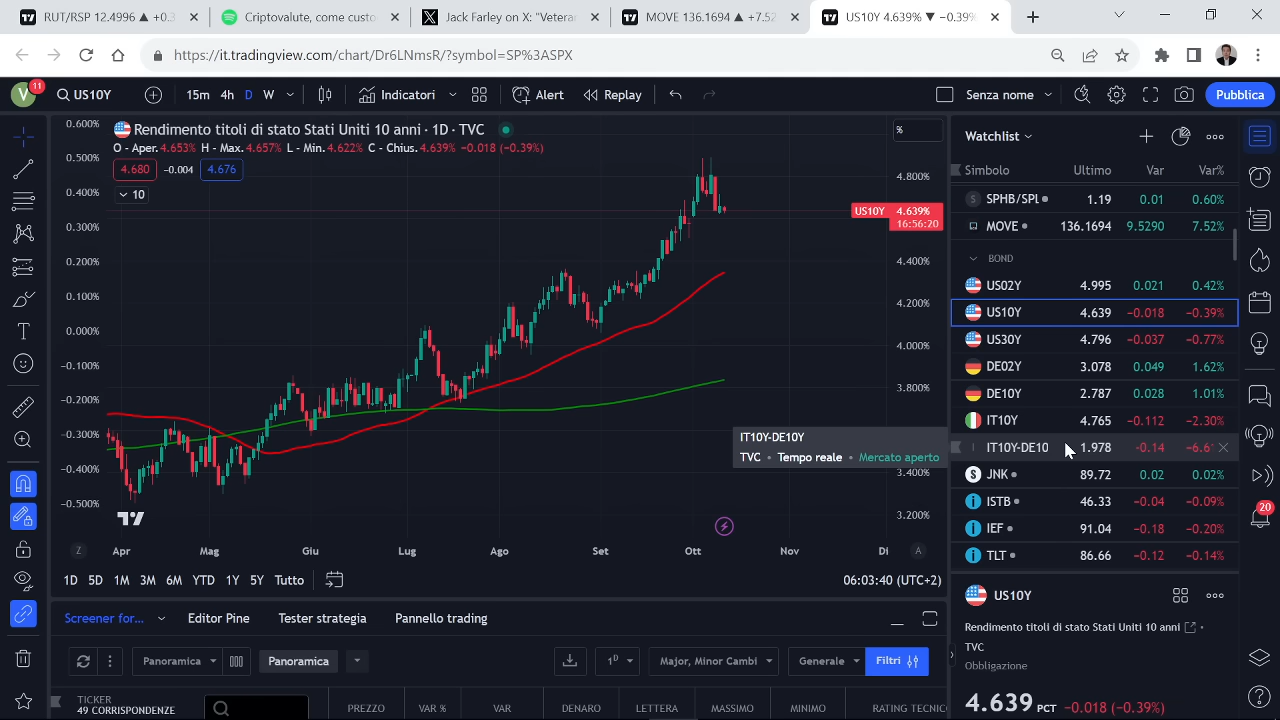 RUT/RSP 12.4996 ▲ +0.3
Criptovalute, come custo
Jack Farley on X: "Vetera
MOVE 136.1694 ▲ +7.52
US10Y 4.639% ▼ −0.39%
https://it.tradingview.com/chart/Dr6LNmsR/?symbol=SP%3ASPX
V
11
US10Y
15m
4h
D
W
Indicatori
Alert
Replay
Senza nome
Pubblica
Rendimento titoli di stato Stati Uniti 10 anni · 1D · TVC
O - Aper.4.653% H - Max.4.657% L - Min.4.622% C - Chius.4.639% −0.018 (−0.39%)
4.680 -0.004 4.676
10
%
0.600%
0.500%
0.400%
0.300%
0.200%
0.100%
0.000%
−0.100%
−0.200%
−0.300%
−0.400%
−0.500%
4.800%
US10Y 4.639%
16:56:20
4.400%
4.200%
4.000%
3.800%
3.400%
3.200%
IT10Y-DE10Y
TVC • Tempo reale • Mercato aperto
Z
Apr
Mag
Giu
Lug
Ago
Set
Ott
Nov
Di
A
1D 5D 1M 3M 6M YTD 1Y 5Y Tutto
06:03:40 (UTC+2)
Screener for...
Editor Pine
Tester strategia
Pannello trading
Panoramica
Panoramica
1D
Major, Minor Cambi
Generale
Filtri
TICKER
49 CORRISPONDENZE
PREZZO
VAR %
VAR
DENARO
LETTERA
MASSIMO
MINIMO
RATING TECNIC
Watchlist
Simbolo Ultimo Var Var%
S SPHB/SPL 1.19 0.01 0.60%
MOVE 136.1694 9.5290 7.52%
BOND
US02Y 4.995 0.021 0.42%
US10Y 4.639 −0.018 −0.39%
US30Y 4.796 −0.037 −0.77%
DE02Y 3.078 0.049 1.62%
DE10Y 2.787 0.028 1.01%
IT10Y 4.765 −0.112 −2.30%
I IT10Y-DE10 1.978 −0.14 −6.6
JNK 89.72 0.02 0.02%
ISTB 46.33 −0.04 −0.09%
IEF 91.04 −0.18 −0.20%
TLT 86.66 −0.12 −0.14%
US10Y
Rendimento titoli di stato Stati Uniti 10 anni
TVC
Obbligazione
4.639 PCT −0.018 (−0.39%)
20